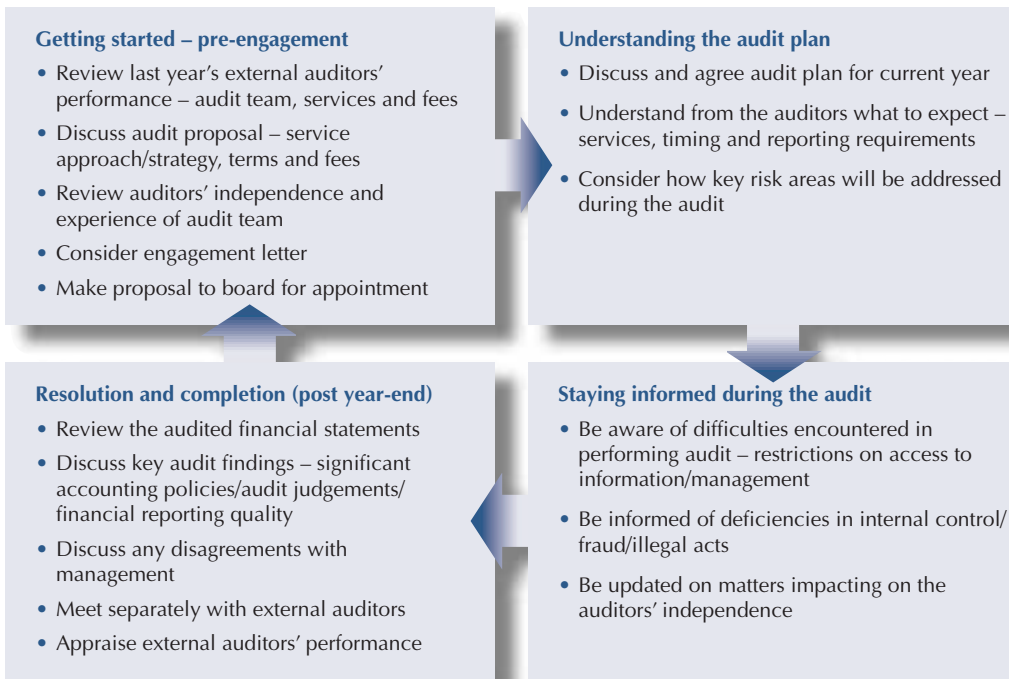 Getting started – pre-engagement
• Review last year's external auditors'
performance – audit team, services and fees
• Discuss audit proposal – service
approach/strategy, terms and fees
• Review auditors' independence and
experience of audit team
• Consider engagement letter
• Make proposal to board for appointment
Understanding the audit plan
• Discuss and agree audit plan for current year
• Understand from the auditors what to expect –
services, timing and reporting requirements
• Consider how key risk areas will be addressed
during the audit
Staying informed during the audit
• Be aware of difficulties encountered in
performing audit – restrictions on access to
information/management
• Be informed of deficiencies in internal control/
fraud/illegal acts
• Be updated on matters impacting on the
auditors' independence
Resolution and completion (post year-end)
• Review the audited financial statements
• Discuss key audit findings – significant
accounting policies/audit judgements/
financial reporting quality
• Discuss any disagreements with
management
• Meet separately with external auditors
• Appraise external auditors' performance